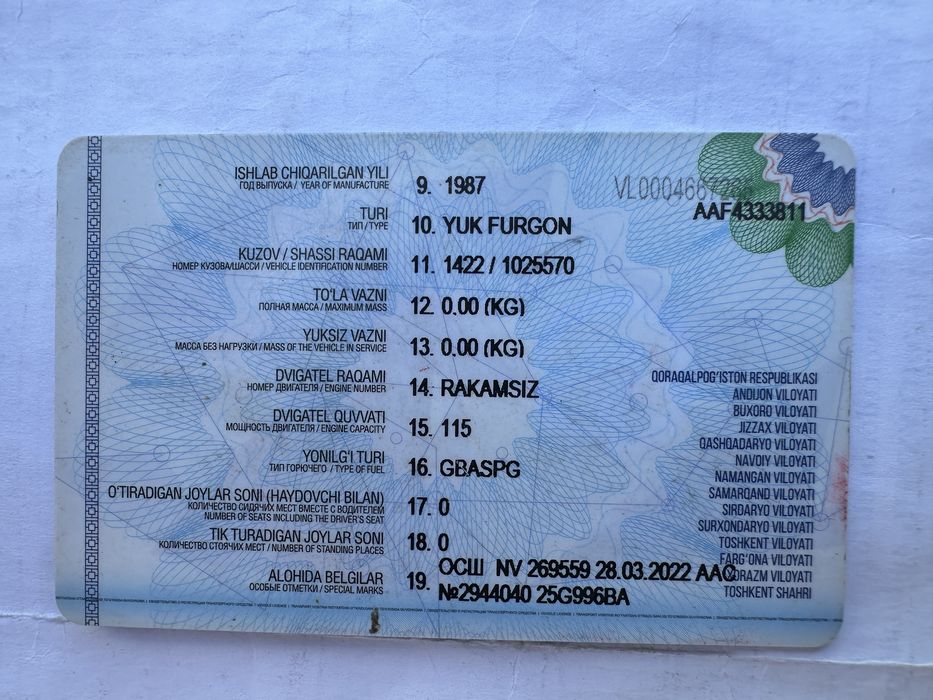 ISHLAB CHIQARILGAN YILI
ГОД ВЫПУСКА / YEAR OF MANUFACTURE
9. 1987
AAF4333811
TURI
ТИП / TYPE
10. YUK FURGON
KUZOV / SHASSI RAQAMI
НОМЕР КУЗОВА/ШАССИ / VEHICLE IDENTIFICATION NUMBER
11. 1422 / 1025570
TO'LA VAZNI
ПОЛНАЯ МАССА / MAXIMUM MASS
12. 0.00 (KG)
YUKSIZ VAZNI
МАССА БЕЗ НАГРУЗКИ / MASS OF THE VEHICLE IN SERVICE
13. 0.00 (KG)
DVIGATEL RAQAMI
НОМЕР ДВИГАТЕЛЯ / ENGINE NUMBER
14. RAKAMSIZ
DVIGATEL QUVVATI
МОЩНОСТЬ ДВИГАТЕЛЯ / ENGINE CAPACITY
15. 115
YONILG'I TURI
ТИП ГОРЮЧЕГО / TYPE OF FUEL
16. GBASPG
O'TIRADIGAN JOYLAR SONI (HAYDOVCHI BILAN)
КОЛИЧЕСТВО СИДЯЧИХ МЕСТ ВМЕСТЕ С ВОДИТЕЛЕМ
NUMBER OF SEATS INCLUDING THE DRIVER'S SEAT
17. 0
TIK TURADIGAN JOYLAR SONI
КОЛИЧЕСТВО СТОЯЧИХ МЕСТ / NUMBER OF STANDING PLACES
18. 0
ALOHIDA BELGILAR
ОСОБЫЕ ОТМЕТКИ / SPECIAL MARKS
19. ОСШ NV 269559 28.03.2022 AAC
№2944040 25G996BA
QORAQALPOG'ISTON RESPUBLIKASI
ANDIJON VILOYATI
BUXORO VILOYATI
JIZZAX VILOYATI
QASHQADARYO VILOYATI
NAVOIY VILOYATI
NAMANGAN VILOYATI
SAMARQAND VILOYATI
SIRDARYO VILOYATI
SURXONDARYO VILOYATI
TOSHKENT VILOYATI
FARG'ONA VILOYATI
VILOYATI
TOSHKENT SHAHRI